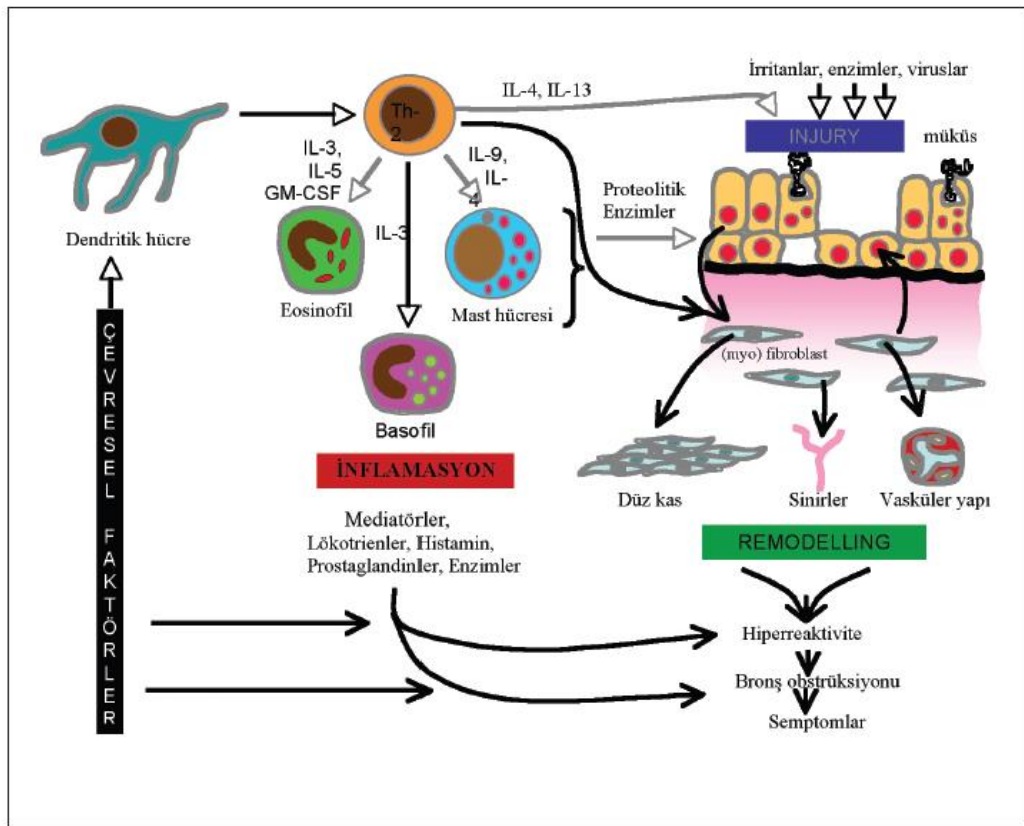 İrritanlar, enzimler, viruslar
IL-4, IL-13
Th-
2
INJURY
müküs
IL-3,
IL-5
GM-CSF
IL-9,
IL-
4
Proteolitik
Enzimler
Dendritik hücre
IL-3
Eosinofil
Mast hücresi
(myo) fibroblast
Basofil
İNFLAMASYON
Düz kas
Sinirler
Vasküler yapı
ÇEVRESEL FAKTÖRLER
Mediatörler,
Lökotrienler, Histamin,
Prostaglandinler, Enzimler
REMODELLING
Hiperreaktivite
Bronş obstrüksiyonu
Semptomlar